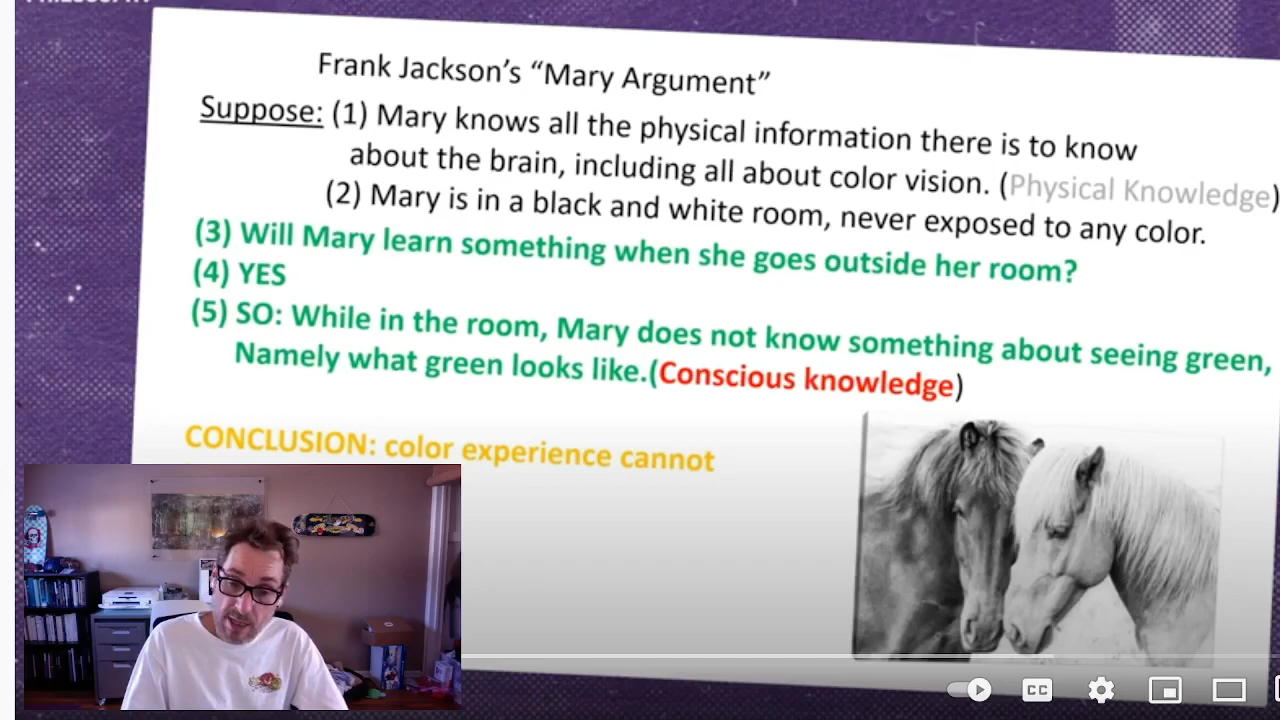 Frank Jackson's “Mary Argument”
Suppose: (1) Mary knows all the physical information there is to know
about the brain, including all about color vision. (Physical Knowledge)
(2) Mary is in a black and white room, never exposed to any color.
(3) Will Mary learn something when she goes outside her room?
(4) YES
(5) SO: While in the room, Mary does not know something about seeing green,
Namely what green looks like.(Conscious knowledge)
CONCLUSION: color experience cannot
CC